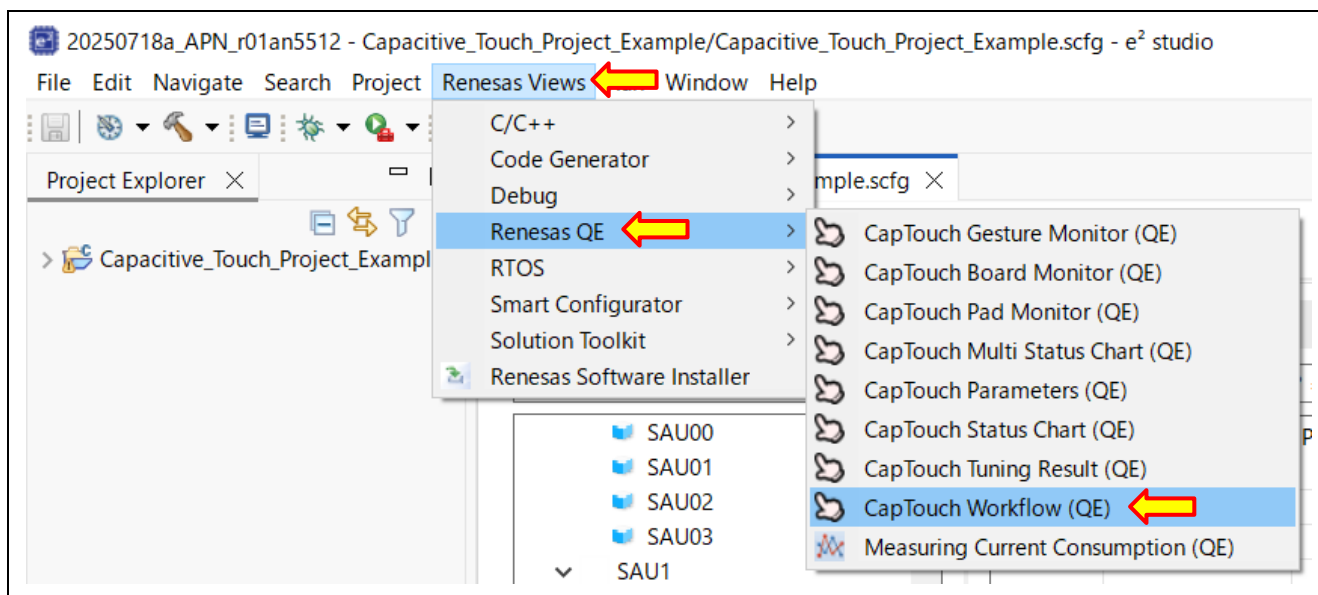 20250718a_APN_r01an5512 - Capacitive_Touch_Project_Example/Capacitive_Touch_Project_Example.scfg - e² studio
File Edit Navigate Search Project Renesas Views Window Help
C/C++
Code Generator
Debug
Renesas QE
RTOS
Smart Configurator
Solution Toolkit
Renesas Software Installer
Project Explorer
mple.scfg
Capacitive_Touch_Project_Exampl
CapTouch Gesture Monitor (QE)
CapTouch Board Monitor (QE)
CapTouch Pad Monitor (QE)
CapTouch Multi Status Chart (QE)
CapTouch Parameters (QE)
CapTouch Status Chart (QE)
CapTouch Tuning Result (QE)
CapTouch Workflow (QE)
Measuring Current Consumption (QE)
SAU00
SAU01
SAU02
SAU03
SAU1